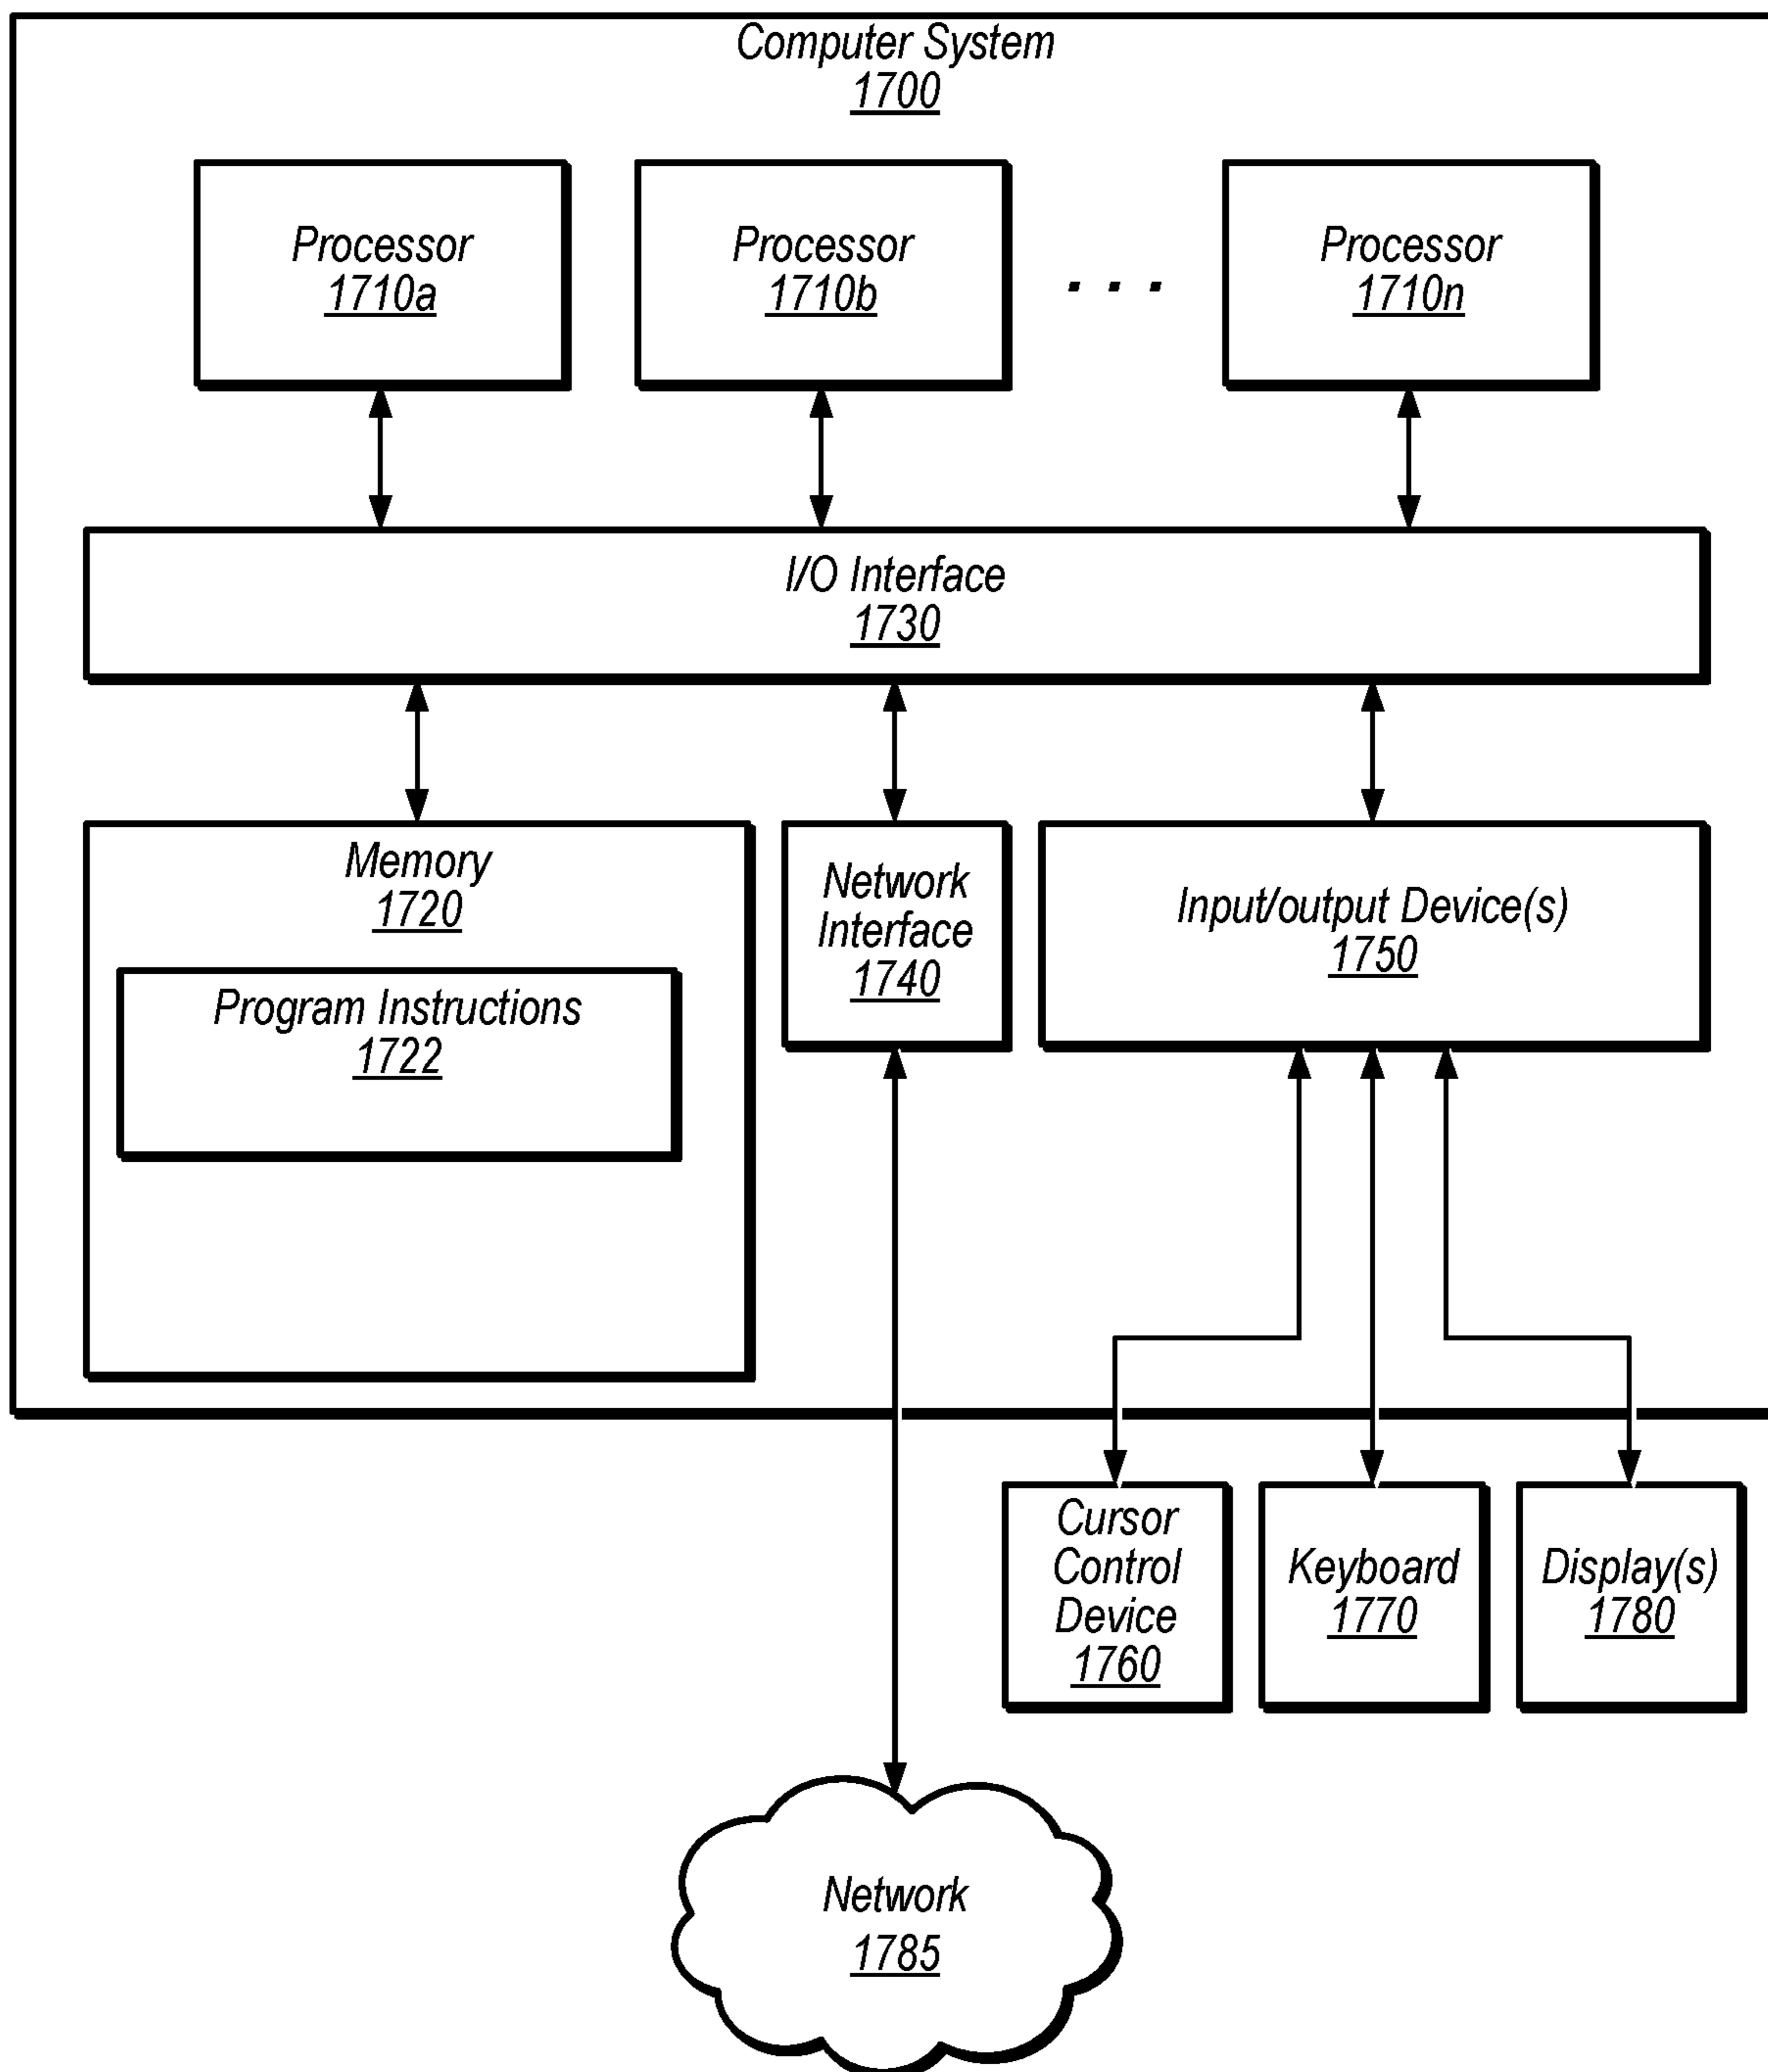 Computer System
1700
Processor
1710a
Processor
1710b
. . .
Processor
1710n
I/O Interface
1730
Memory
1720
Program Instructions
1722
Network
Interface
1740
Input/output Device(s)
1750
Cursor
Control
Device
1760
Keyboard
1770
Display(s)
1780
Network
1785